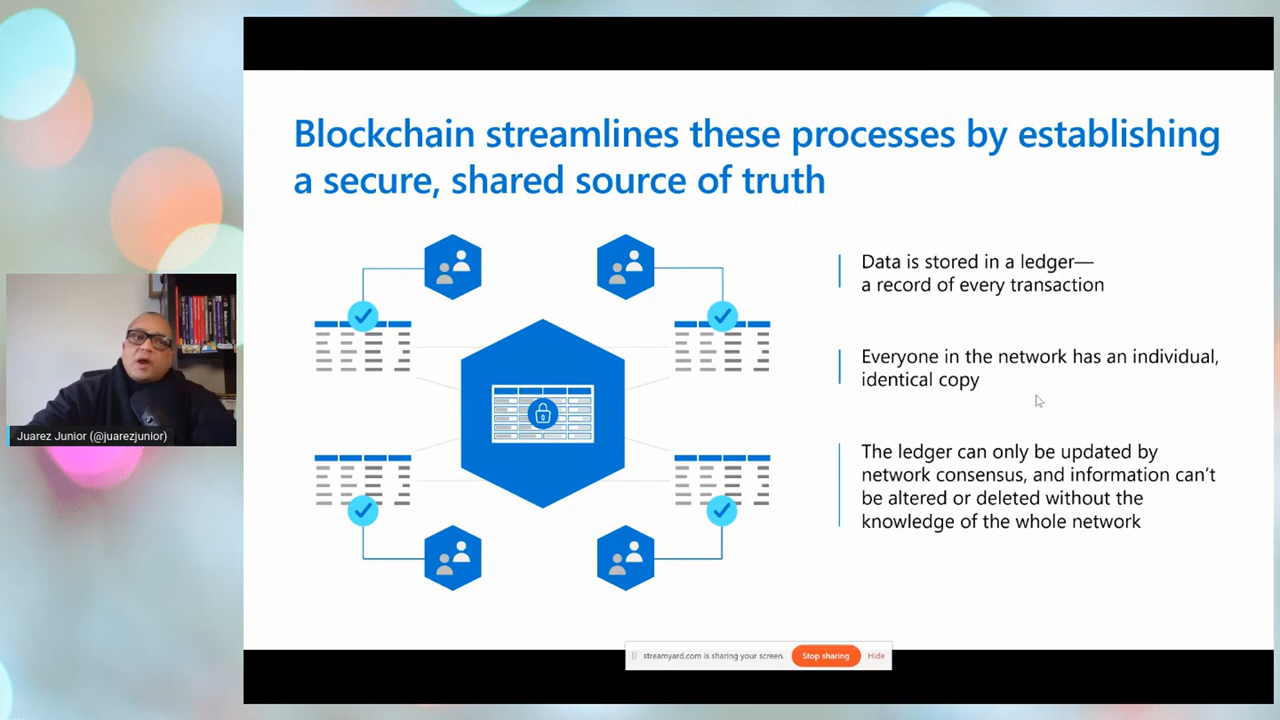 Blockchain streamlines these processes by establishing
a secure, shared source of truth
Data is stored in a ledger—
a record of every transaction
Everyone in the network has an individual,
identical copy
The ledger can only be updated by
network consensus, and information can't
be altered or deleted without the
knowledge of the whole network
Juarez Junior (@juarezjunior)
streamyard.com is sharing your screen.
Stop sharing
Hide